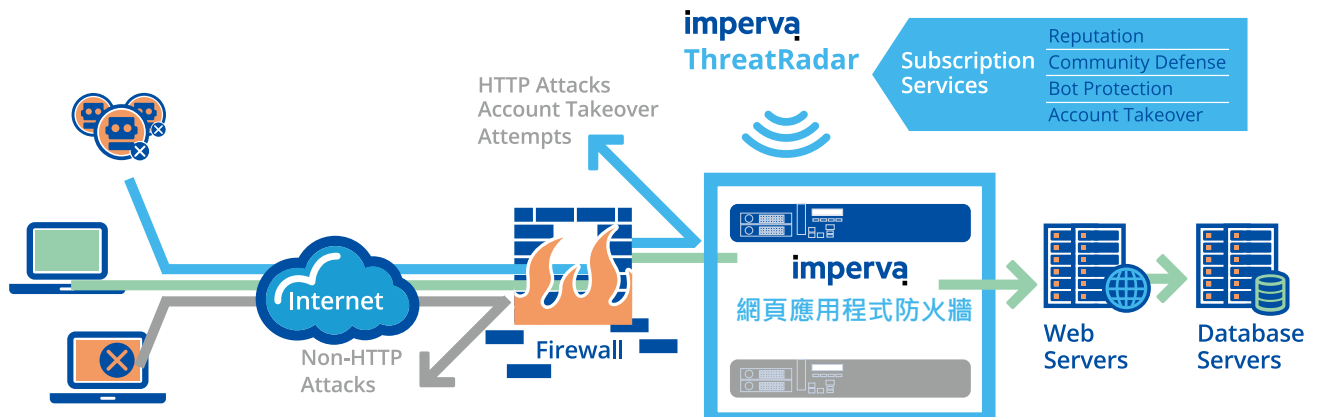 imperva
ThreatRadar
Subscription
Services
Reputation
Community Defense
Bot Protection
Account Takeover
HTTP Attacks
Account Takeover
Attempts
Internet
Non-HTTP
Attacks
Firewall
imperva
網頁應用程式防火牆
Web
Servers
Database
Servers